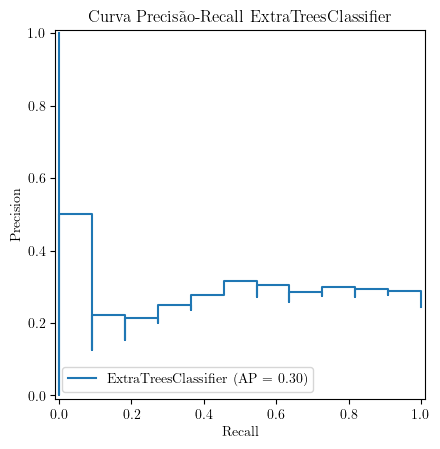 Curva Precisão-Recall ExtraTreesClassifier
1.0
0.8
0.6
0.4
0.2
0.0
Precision
ExtraTreesClassifier (AP = 0.30)
0.0 0.2 0.4 0.6 0.8 1.0
Recall